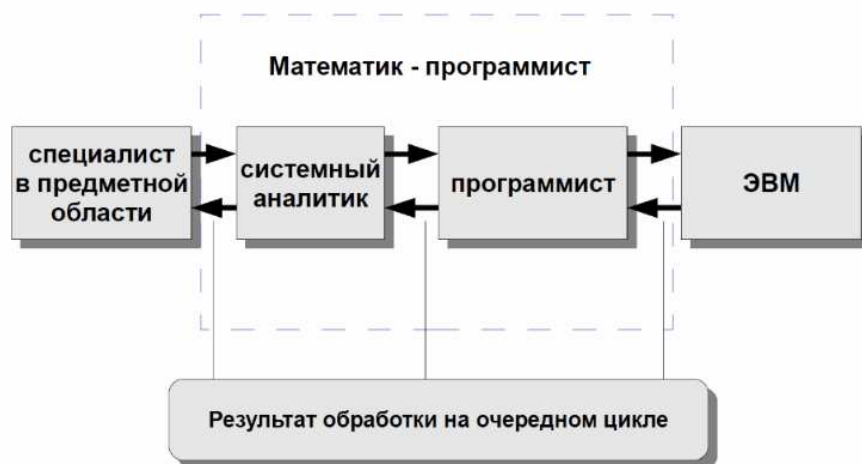 Математик - программист
специалист
в предметной
области
системный
аналитик
программист
ЭВМ
Результат обработки на очередном цикле